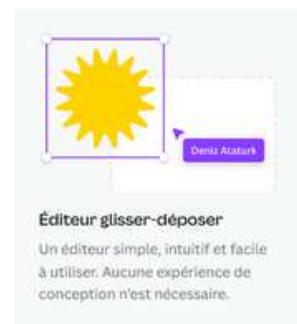 Deniz Ataturk
Éditeur glisser-déposer
Un éditeur simple, intuitif et facile
à utiliser. Aucune expérience de
conception n'est nécessaire.